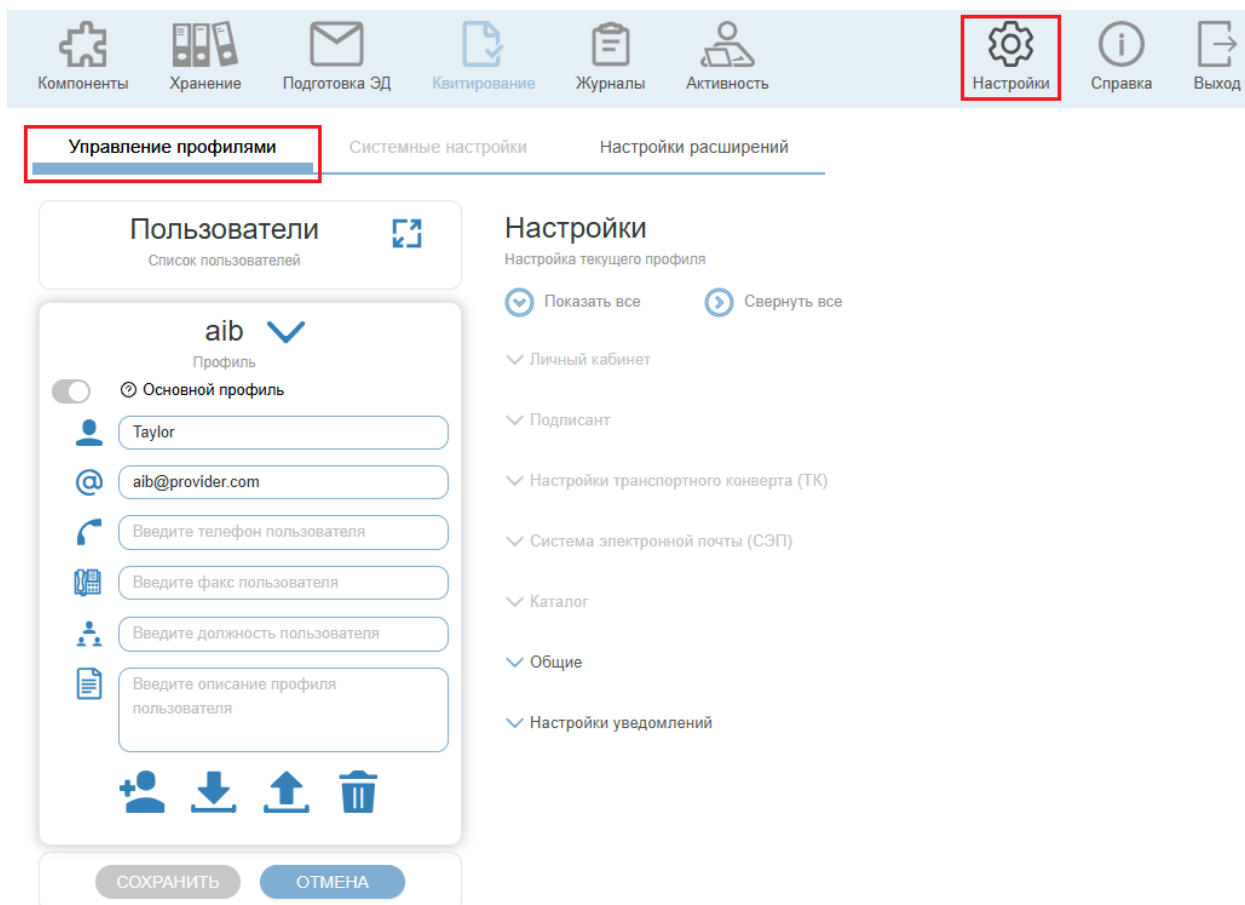 Компоненты Хранение Подготовка ЭД Квитирование Журналы Активность Настройки Справка Выход
Управление профилями Системные настройки Настройки расширений
Пользователи
Список пользователей
aib
Профиль
Основной профиль
Taylor
aib@provider.com
Введите телефон пользователя
Введите факс пользователя
Введите должность пользователя
Введите описание профиля
пользователя
СОХРАНИТЬ ОТМЕНА
Настройки
Настройка текущего профиля
Показать все Свернуть все
Личный кабинет
Подписант
Настройки транспортного конверта (ТК)
Система электронной почты (СЭП)
Каталог
Общие
Настройки уведомлений